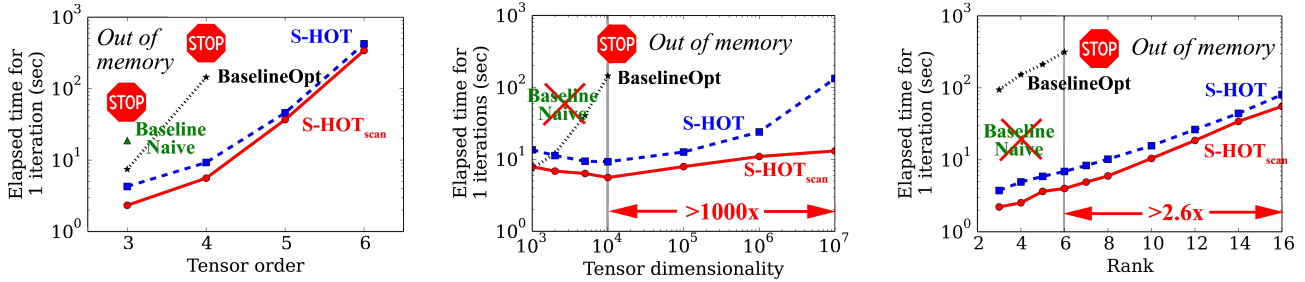 Elapsed time for
1 iteration (sec)
10^3
10^2
10^1
10^0
Out of
memory
STOP
STOP
S-HOT
BaselineOpt
Baseline
Naive
S-HOT_scan
3
4
5
6
Tensor order
Elapsed time for
1 iterations (sec)
10^3
10^2
10^1
10^0
STOP
Out of memory
BaselineOpt
Baseline
Naive
S-HOT
S-HOT_scan
>1000x
10^3
10^4
10^5
10^6
10^7
Tensor dimensionality
Elapsed time for
1 iterations (sec)
10^3
10^2
10^1
10^0
STOP
Out of memory
BaselineOpt
Baseline
Naive
S-HOT
S-HOT_scan
>2.6x
2
4
6
8
10
12
14
16
Rank